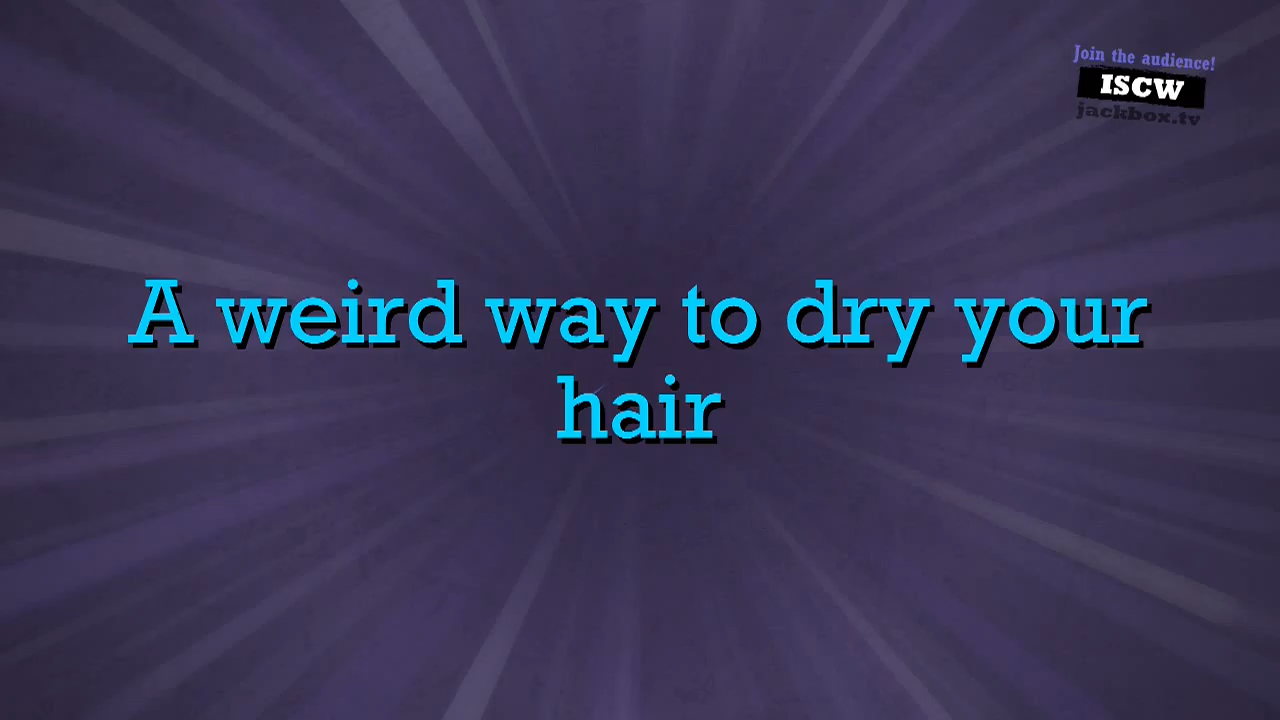 Join the audience!
ISCW
jackbox.tv
A weird way to dry your
hair